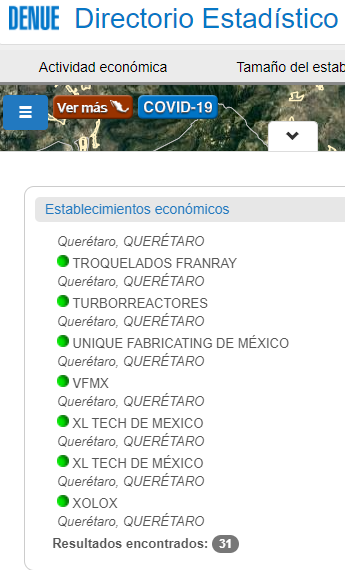 DENUE Directorio Estadístico
Actividad económica Tamaño del estab
Ver más COVID-19
Establecimientos económicos
Querétaro, QUERÉTARO
TROQUELADOS FRANRAY
Querétaro, QUERÉTARO
TURBORREACTORES
Querétaro, QUERÉTARO
UNIQUE FABRICATING DE MÉXICO
Querétaro, QUERÉTARO
VFMX
Querétaro, QUERÉTARO
XL TECH DE MEXICO
Querétaro, QUERÉTARO
XL TECH DE MÉXICO
Querétaro, QUERÉTARO
XOLOX
Querétaro, QUERÉTARO
Resultados encontrados: 31